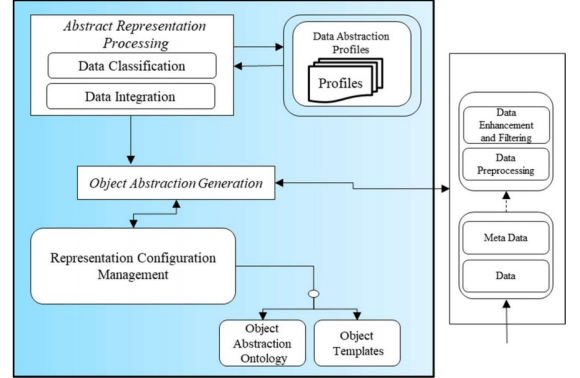 Abstract Representation
Processing
Data Classification
Data Integration
Data Abstraction
Profiles
Profiles
Object Abstraction Generation
Representation Configuration
Management
Object
Abstraction
Ontology
Object
Templates
Data
Enhancement
and Filtering
Data
Preprocessing
Meta Data
Data